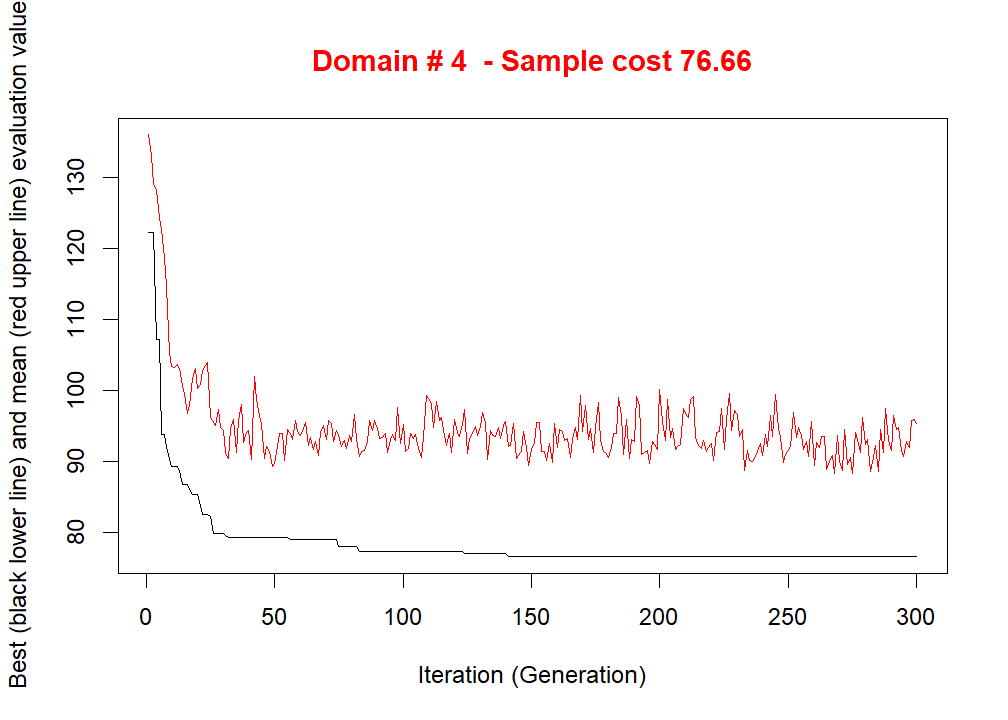 Domain # 4  - Sample cost 76.66
Best (black lower line) and mean (red upper line) evaluation value
130
120
110
100
90
80
0 50 100 150 200 250 300
Iteration (Generation)